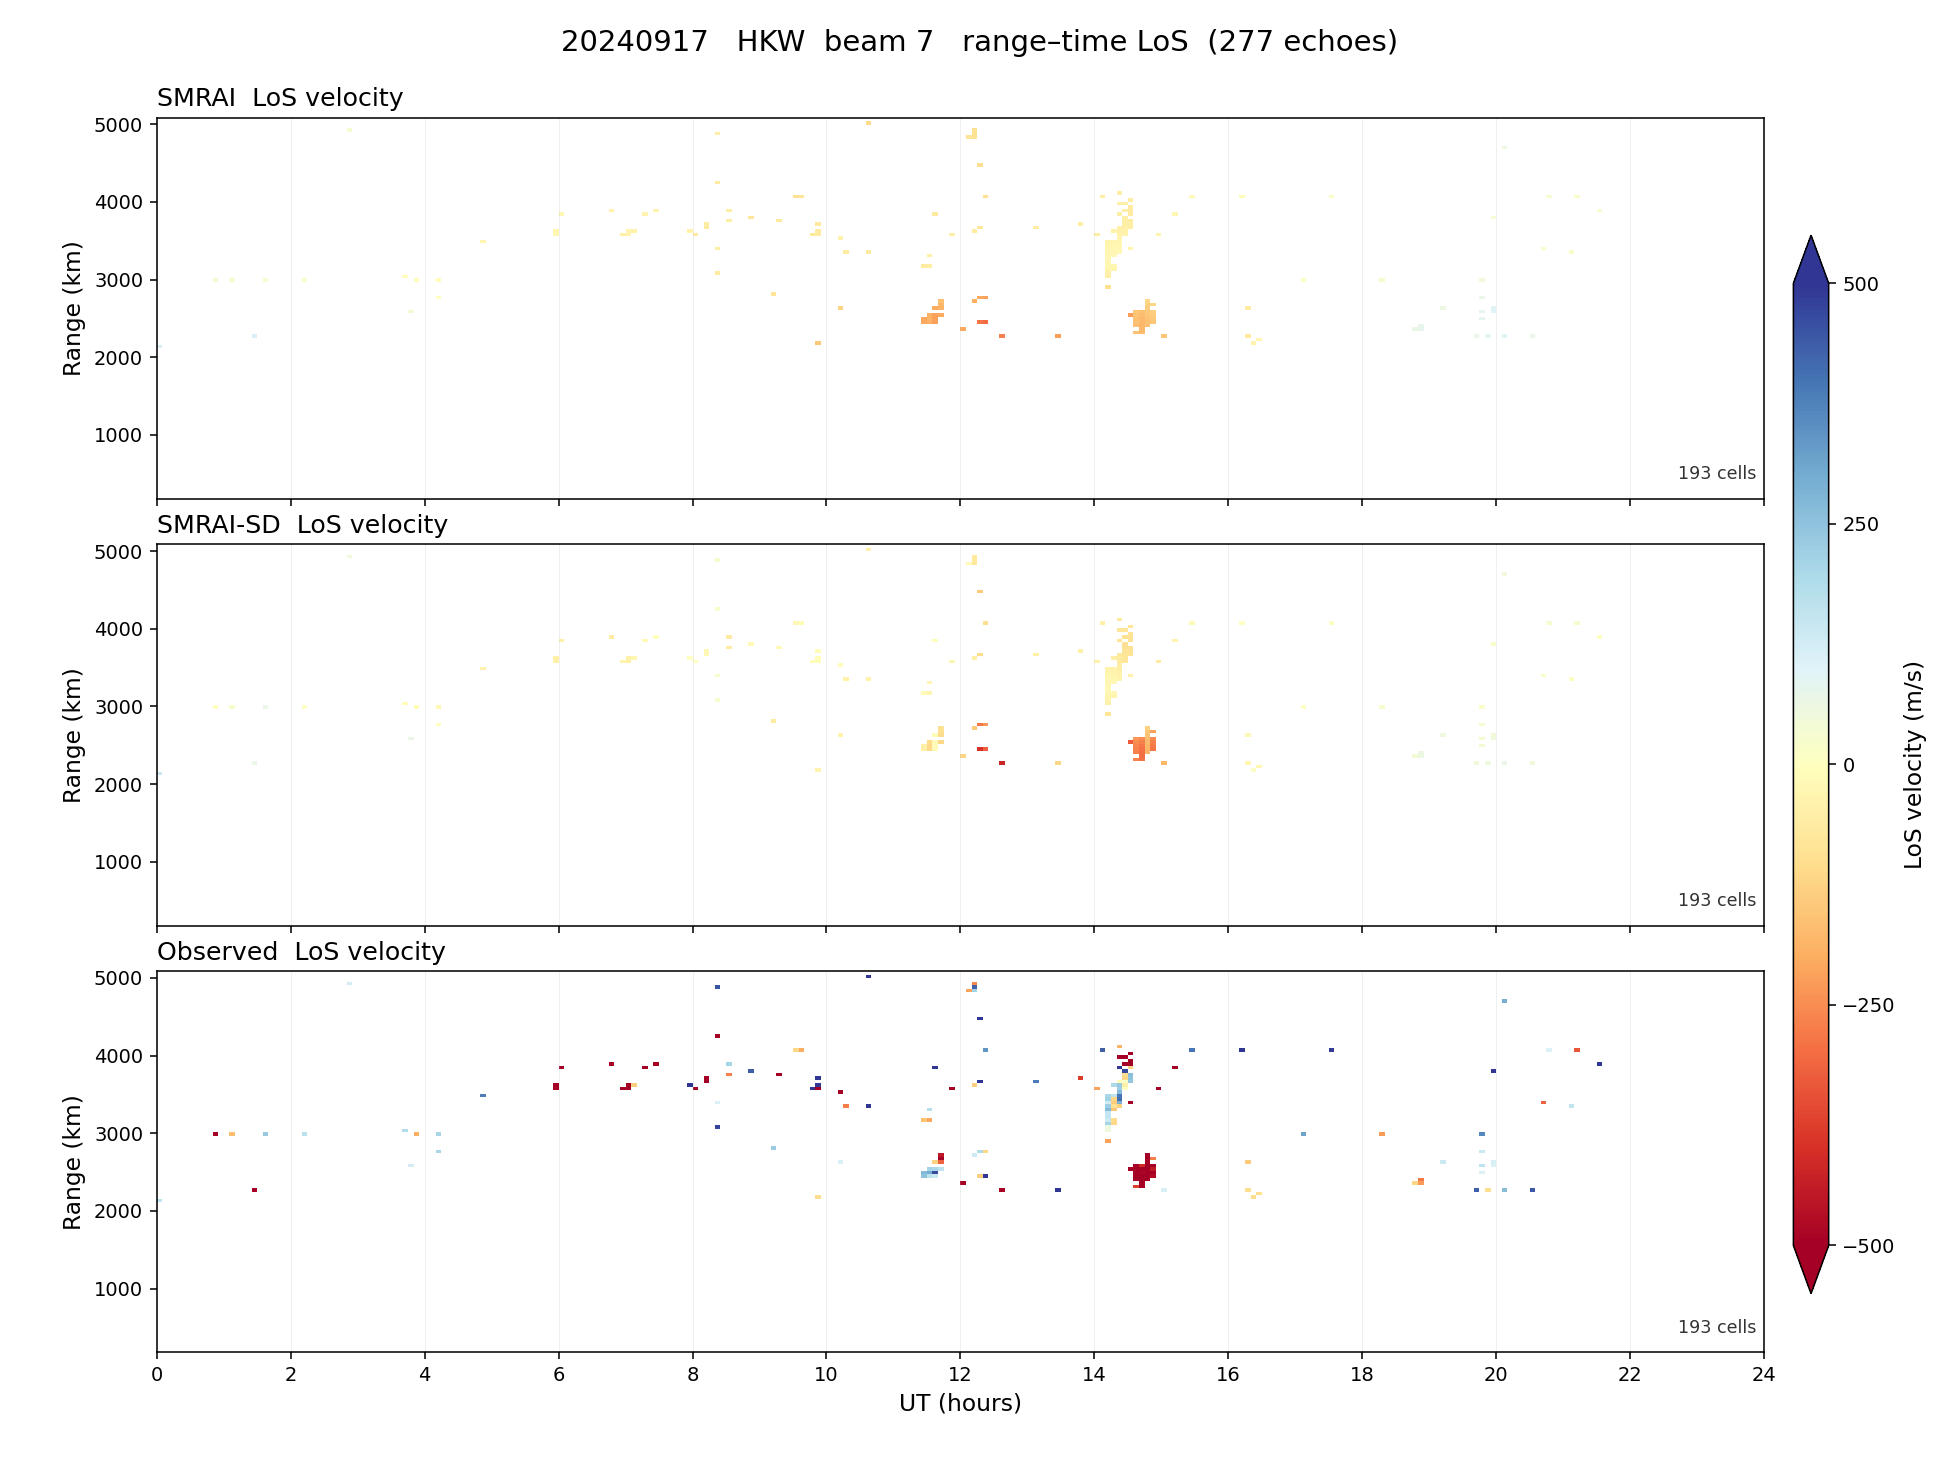 20240917   HKW  beam 7   range–time LoS  (277 echoes)
SMRAI  LoS velocity
5000
4000
3000
2000
1000
Range (km)
193 cells
SMRAI-SD  LoS velocity
5000
4000
3000
2000
1000
Range (km)
193 cells
Observed  LoS velocity
5000
4000
3000
2000
1000
Range (km)
193 cells
0 2 4 6 8 10 12 14 16 18 20 22 24
UT (hours)
500
250
0
−250
−500
LoS velocity (m/s)